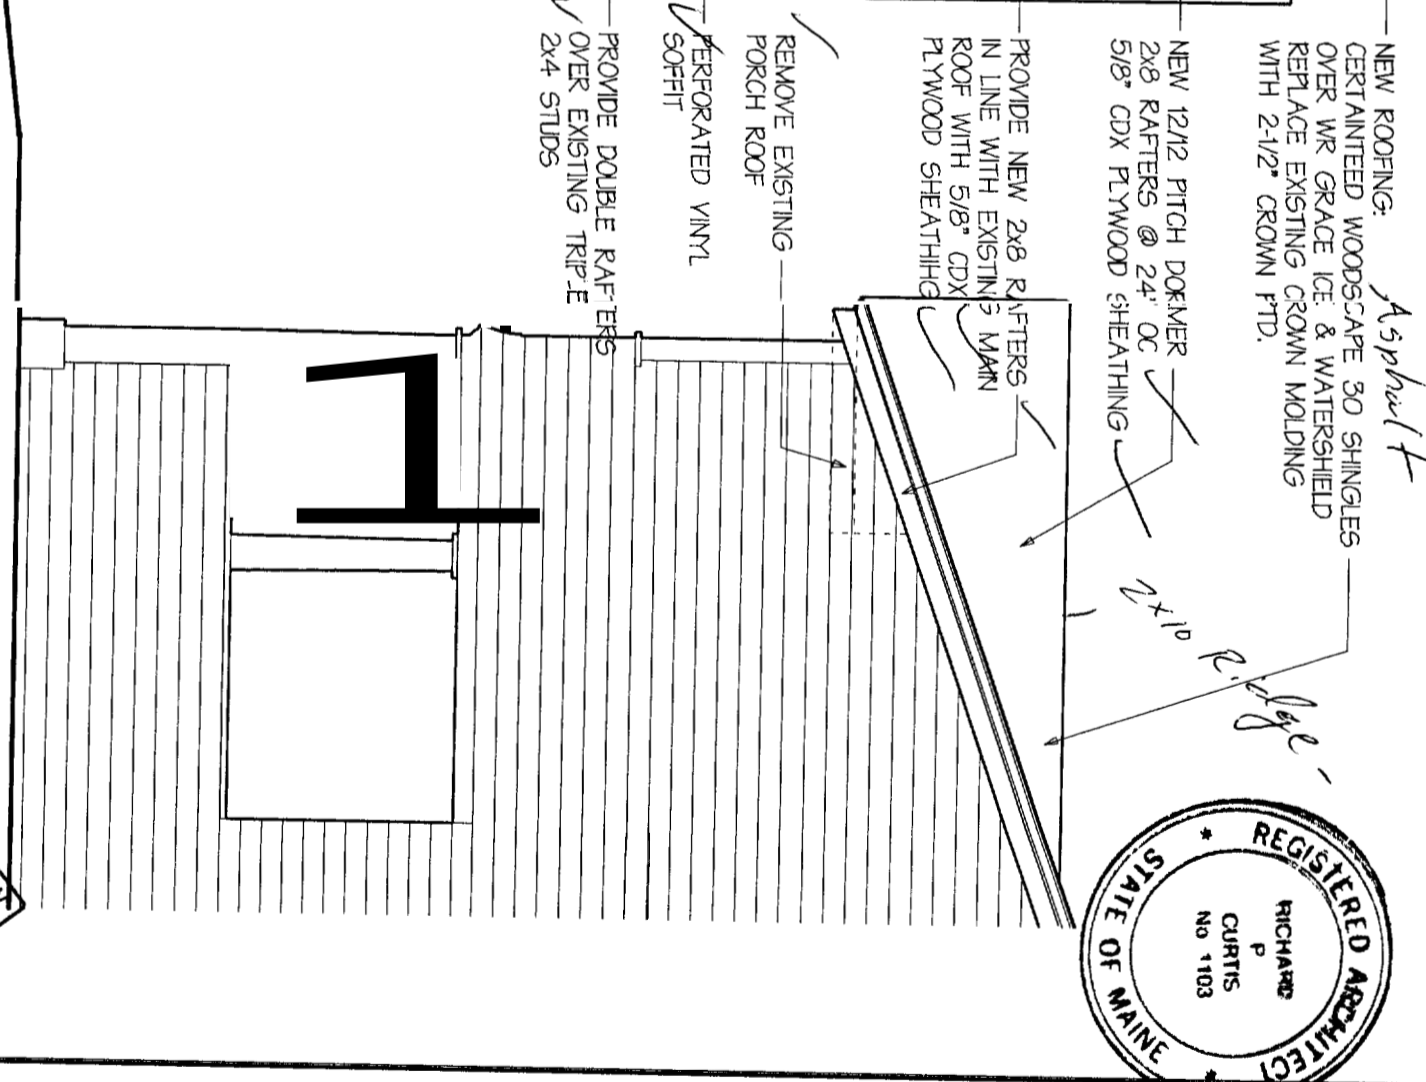 NEW ROOFING:
Asphalt
CERTAINTEED WOODSCAPE 30 SHINGLES
OVER WR GRACE ICE & WATERSHIELD
REPLACE EXISTING CROWN MOLDING
WITH 2-1/2" CROWN FTD.
NEW 12/12 PITCH DORMER
2x8 RAFTERS @ 24" OC
5/8" CDX PLYWOOD SHEATHING
2x10 Ridge -
PROVIDE NEW 2x8 RAFTERS
IN LINE WITH EXISTING MAIN
ROOF WITH 5/8" CDX
PLYWOOD SHEATHIHG
REMOVE EXISTING
PORCH ROOF
PERFORATED VINYL
SOFFIT
PROVIDE DOUBLE RAFTERS
OVER EXISTING TRIPLE
2x4 STUDS
1
REGISTERED ARCHITECT
* STATE OF MAINE *
RICHARD
P
CURTIS
No 1103